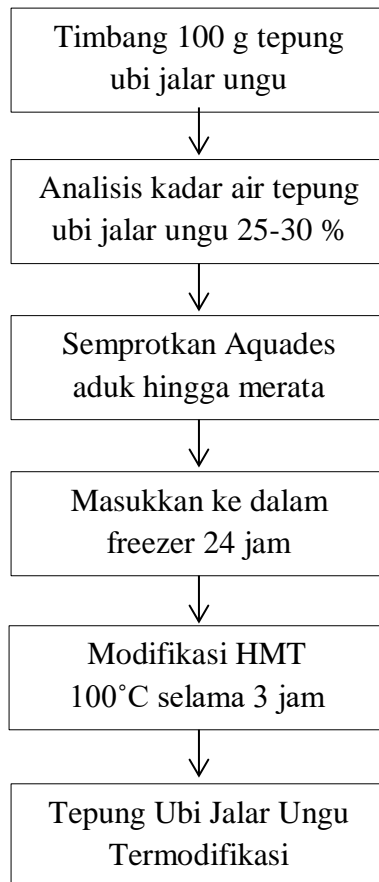 Timbang 100 g tepung
ubi jalar ungu
Analisis kadar air tepung
ubi jalar ungu 25-30 %
Semprotkan Aquades
aduk hingga merata
Masukkan ke dalam
freezer 24 jam
Modifikasi HMT
100˚C selama 3 jam
Tepung Ubi Jalar Ungu
Termodifikasi